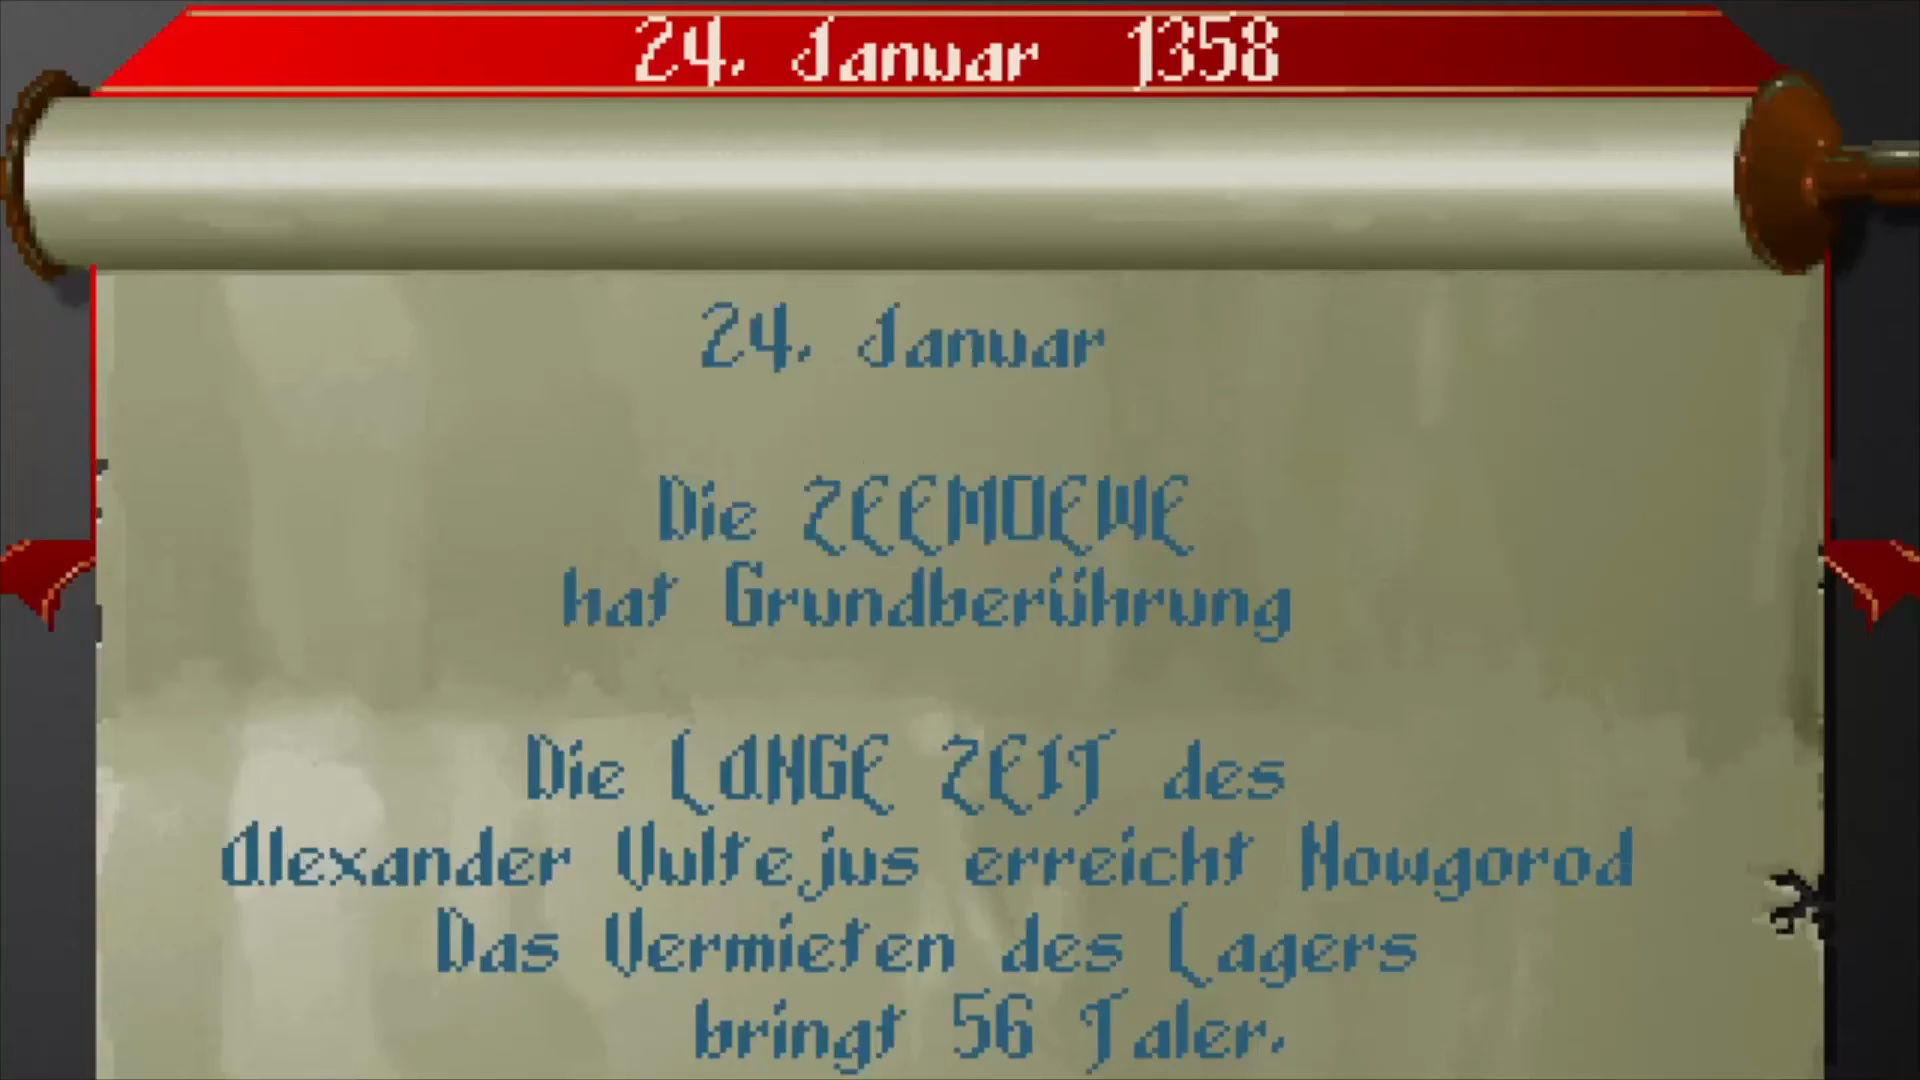 24. Januar 1358
24. Januar
Die ZEEMOEWE
hat Grundberührung
Die LANGE ZEIT des
Alexander Vultejus erreicht Nowgorod
Das Vermieten des Lagers
bringt 56 Taler.